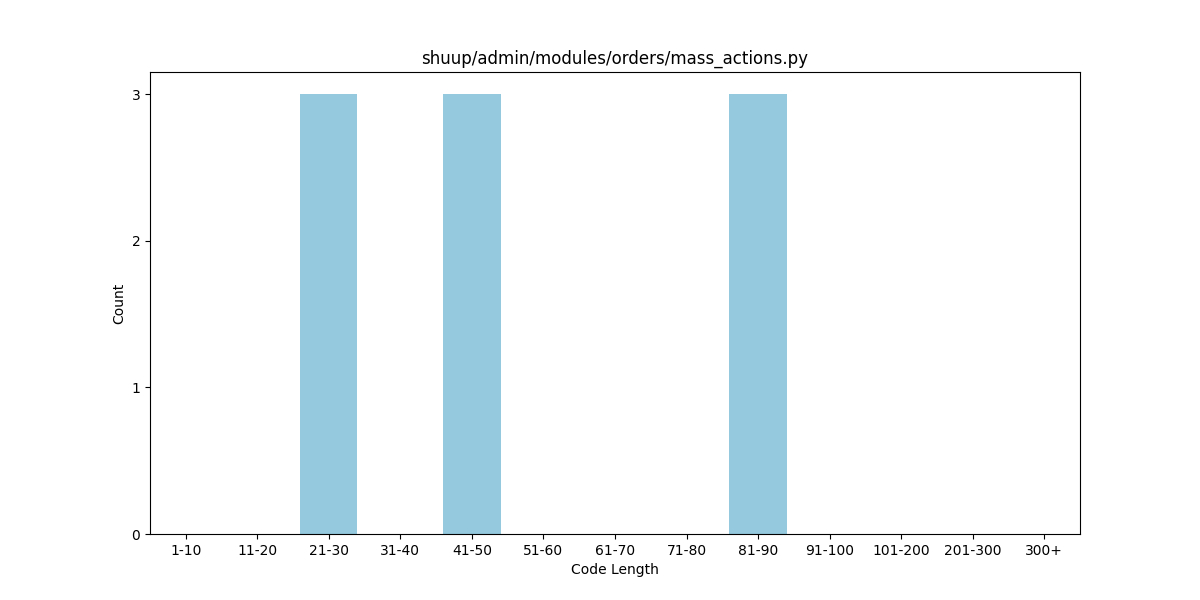 shuup/admin/modules/orders/mass_actions.py
3
2
1
0
Count
1-10 11-20 21-30 31-40 41-50 51-60 61-70 71-80 81-90 91-100 101-200 201-300 300+
Code Length